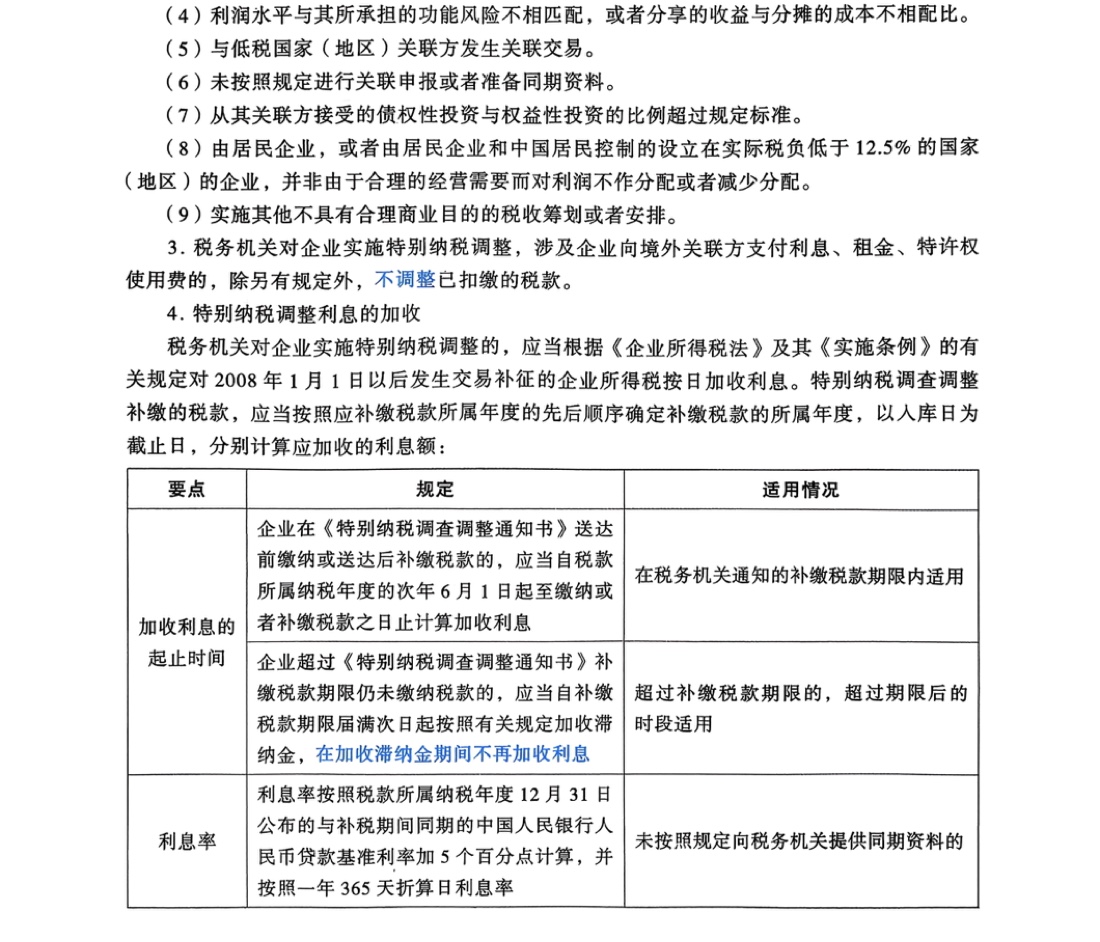 （4）利润水平与其所承担的功能风险不相匹配，或者分享的收益与分摊的成本不相配比。
（5）与低税国家（地区）关联方发生关联交易。
（6）未按照规定进行关联申报或者准备同期资料。
（7）从其关联方接受的债权性投资与权益性投资的比例超过规定标准。
（8）由居民企业，或者由居民企业和中国居民控制的设立在实际税负低于 12.5% 的国家
（地区）的企业，并非由于合理的经营需要而对利润不作分配或者减少分配。
（9）实施其他不具有合理商业目的的税收筹划或者安排。
3. 税务机关对企业实施特别纳税调整，涉及企业向境外关联方支付利息、租金、特许权
使用费的，除另有规定外，不调整已扣缴的税款。
4. 特别纳税调整利息的加收
税务机关对企业实施特别纳税调整的，应当根据《企业所得税法》及其《实施条例》的有
关规定对 2008 年 1 月 1 日以后发生交易补征的企业所得税按日加收利息。特别纳税调查调整
补缴的税款，应当按照应补缴税款所属年度的先后顺序确定补缴税款的所属年度，以入库日为
截止日，分别计算应加收的利息额：
要点
规定
适用情况
加收利息的
起止时间
企业在《特别纳税调查调整通知书》送达
前缴纳或送达后补缴税款的，应当自税款
所属纳税年度的次年 6 月 1 日起至缴纳或
者补缴税款之日止计算加收利息
在税务机关通知的补缴税款期限内适用
企业超过《特别纳税调查调整通知书》补
缴税款期限仍未缴纳税款的，应当自补缴
税款期限届满次日起按照有关规定加收滞
纳金，在加收滞纳金期间不再加收利息
超过补缴税款期限的，超过期限后的
时段适用
利息率
利息率按照税款所属纳税年度 12 月 31 日
公布的与补税期间同期的中国人民银行人
民币贷款基准利率加 5 个百分点计算，并
按照一年 365 天折算日利息率
未按照规定向税务机关提供同期资料的